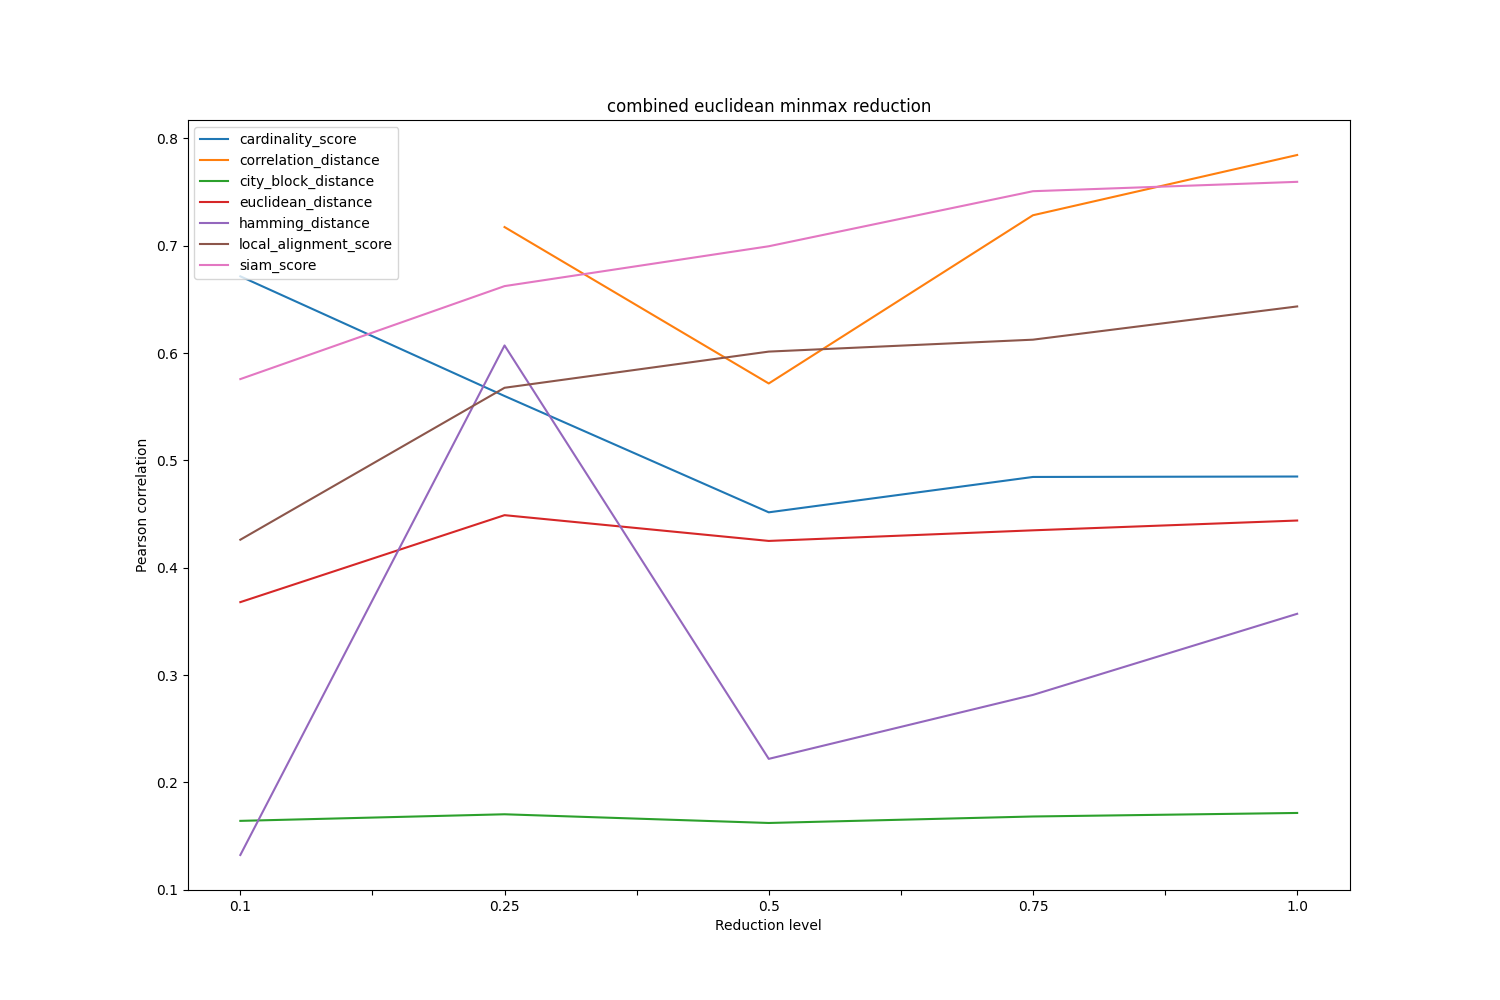 combined euclidean minmax reduction
cardinality_score
correlation_distance
city_block_distance
euclidean_distance
hamming_distance
local_alignment_score
siam_score
Pearson correlation
0.8
0.7
0.6
0.5
0.4
0.3
0.2
0.1
0.1 0.25 0.5 0.75 1.0
Reduction level